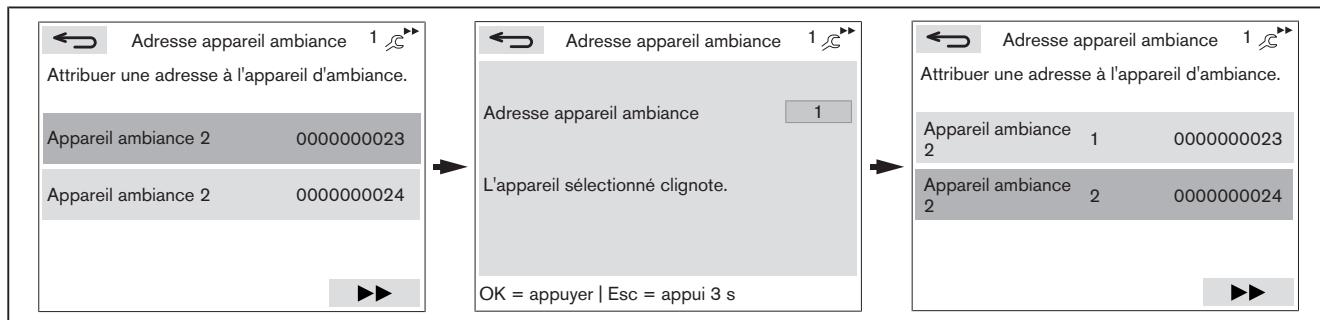 Adresse appareil ambiance 1
Attribuer une adresse à l'appareil d'ambiance.
Appareil ambiance 2 0000000023
Appareil ambiance 2 0000000024
Adresse appareil ambiance 1
Adresse appareil ambiance 1
L'appareil sélectionné clignote.
OK = appuyer | Esc = appui 3 s
Adresse appareil ambiance 1
Attribuer une adresse à l'appareil d'ambiance.
Appareil ambiance
2 1 0000000023
Appareil ambiance
2 2 0000000024